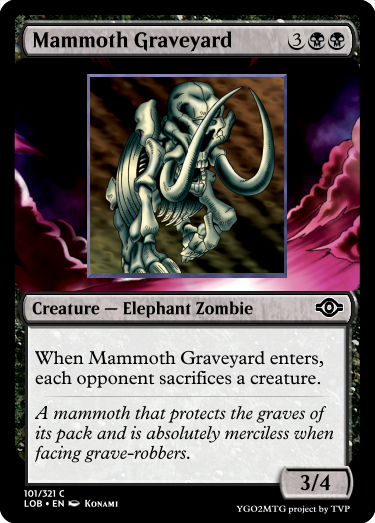 Mammoth Graveyard 3
Creature — Elephant Zombie
When Mammoth Graveyard enters,
each opponent sacrifices a creature.
A mammoth that protects the graves of
its pack and is absolutely merciless when
facing grave-robbers.
3/4
101/321 C
LOB • EN Konami
YGO2MTG project by TVP